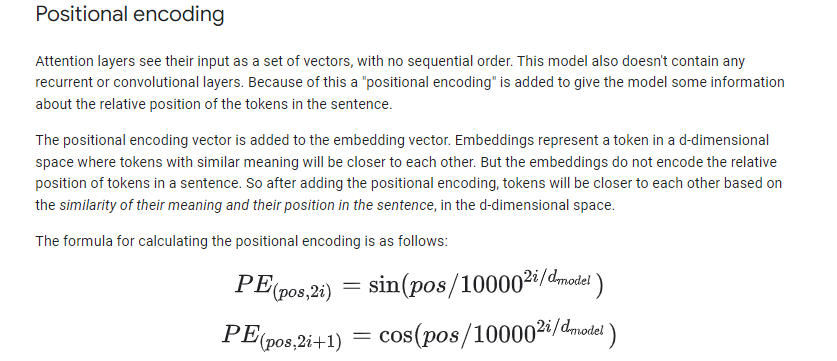 Positional encoding
Attention layers see their input as a set of vectors, with no sequential order. This model also doesn't contain any
recurrent or convolutional layers. Because of this a "positional encoding" is added to give the model some information
about the relative position of the tokens in the sentence.
The positional encoding vector is added to the embedding vector. Embeddings represent a token in a d-dimensional
space where tokens with similar meaning will be closer to each other. But the embeddings do not encode the relative
position of tokens in a sentence. So after adding the positional encoding, tokens will be closer to each other based on
the similarity of their meaning and their position in the sentence, in the d-dimensional space.
The formula for calculating the positional encoding is as follows:
PE_{(pos,2i)} = sin(pos/10000^{2i/d_{model}})
PE_{(pos,2i+1)} = cos(pos/10000^{2i/d_{model}})